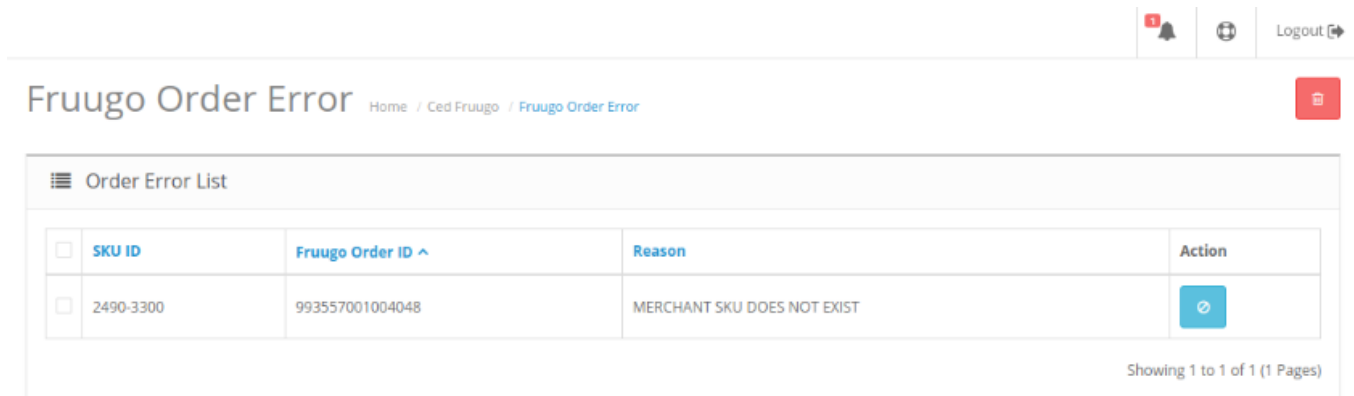 1
Logout
Fruugo Order Error Home / Ced Fruugo / Fruugo Order Error
Order Error List
SKU ID Fruugo Order ID Reason Action
2490-3300 993557001004048 MERCHANT SKU DOES NOT EXIST
Showing 1 to 1 of 1 (1 Pages)